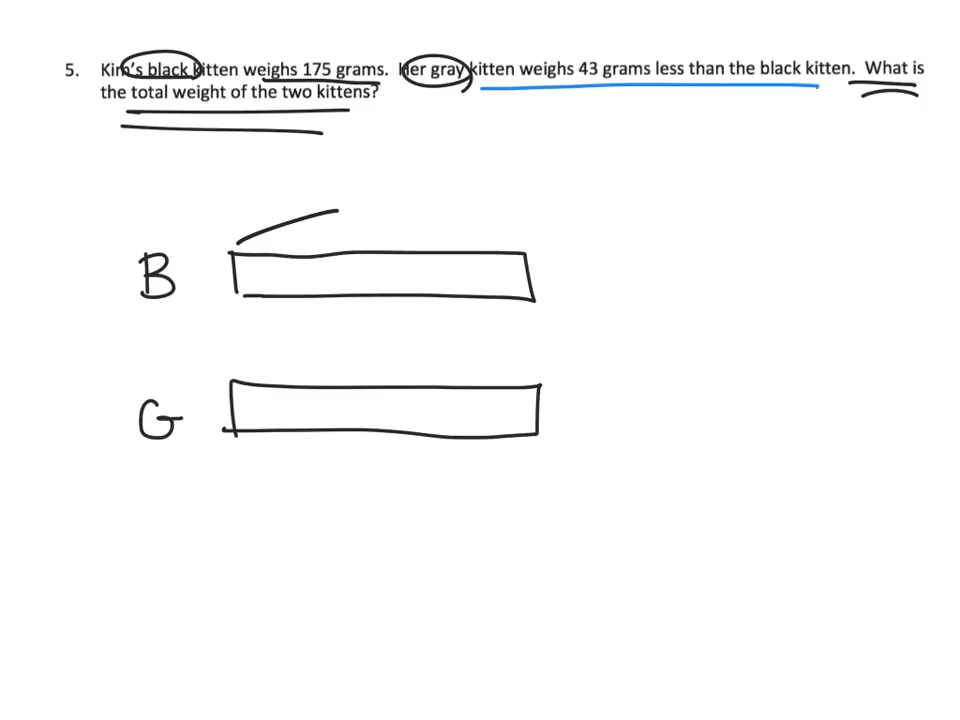 5. Kim's black kitten weighs 175 grams. Her gray kitten weighs 43 grams less than the black kitten. What is
the total weight of the two kittens?
B
G